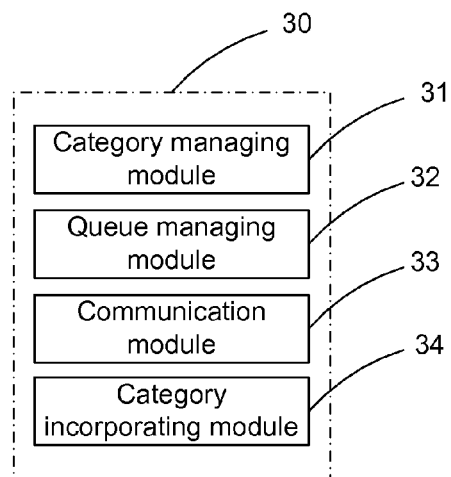 30
Category managing
module
31
Queue managing
module
32
Communication
module
33
Category
incorporating module
34